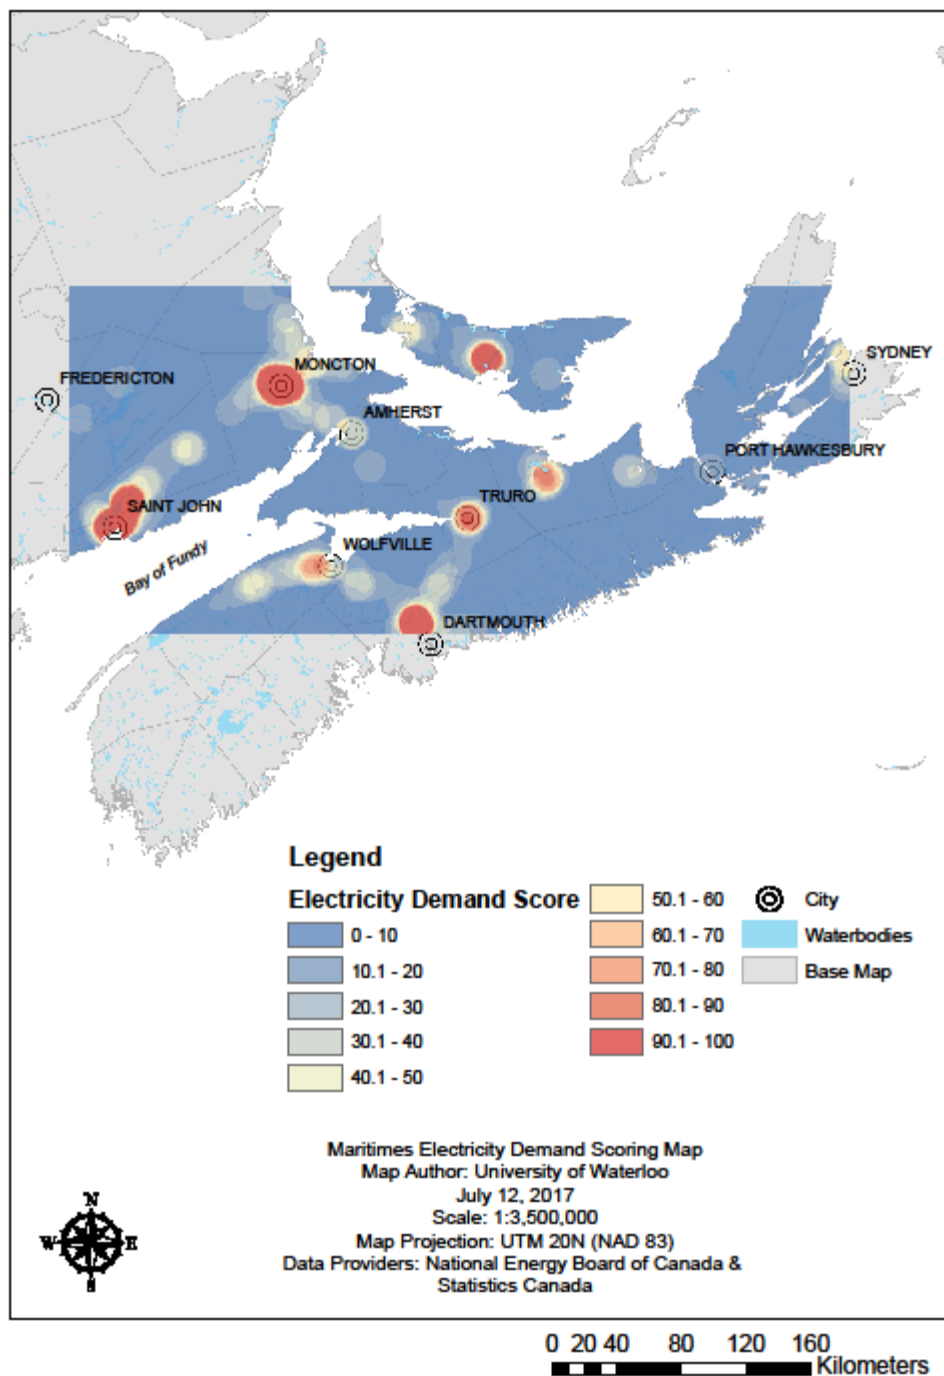 SYDNEY
MONCTON
FREDERICTON
AMHERST
PORT HAWKESBURY
TRURO
SAINT JOHN
WOLFVILLE
Bay of Fundy
DARTMOUTH
Legend
Electricity Demand Score
0 - 10
10.1 - 20
20.1 - 30
30.1 - 40
40.1 - 50
50.1 - 60
60.1 - 70
70.1 - 80
80.1 - 90
90.1 - 100
City
Waterbodies
Base Map
Maritimes Electricity Demand Scoring Map
Map Author: University of Waterloo
July 12, 2017
Scale: 1:3,500,000
Map Projection: UTM 20N (NAD 83)
Data Providers: National Energy Board of Canada &
Statistics Canada
N
W E
S
0 20 40 80 120 160
Kilometers